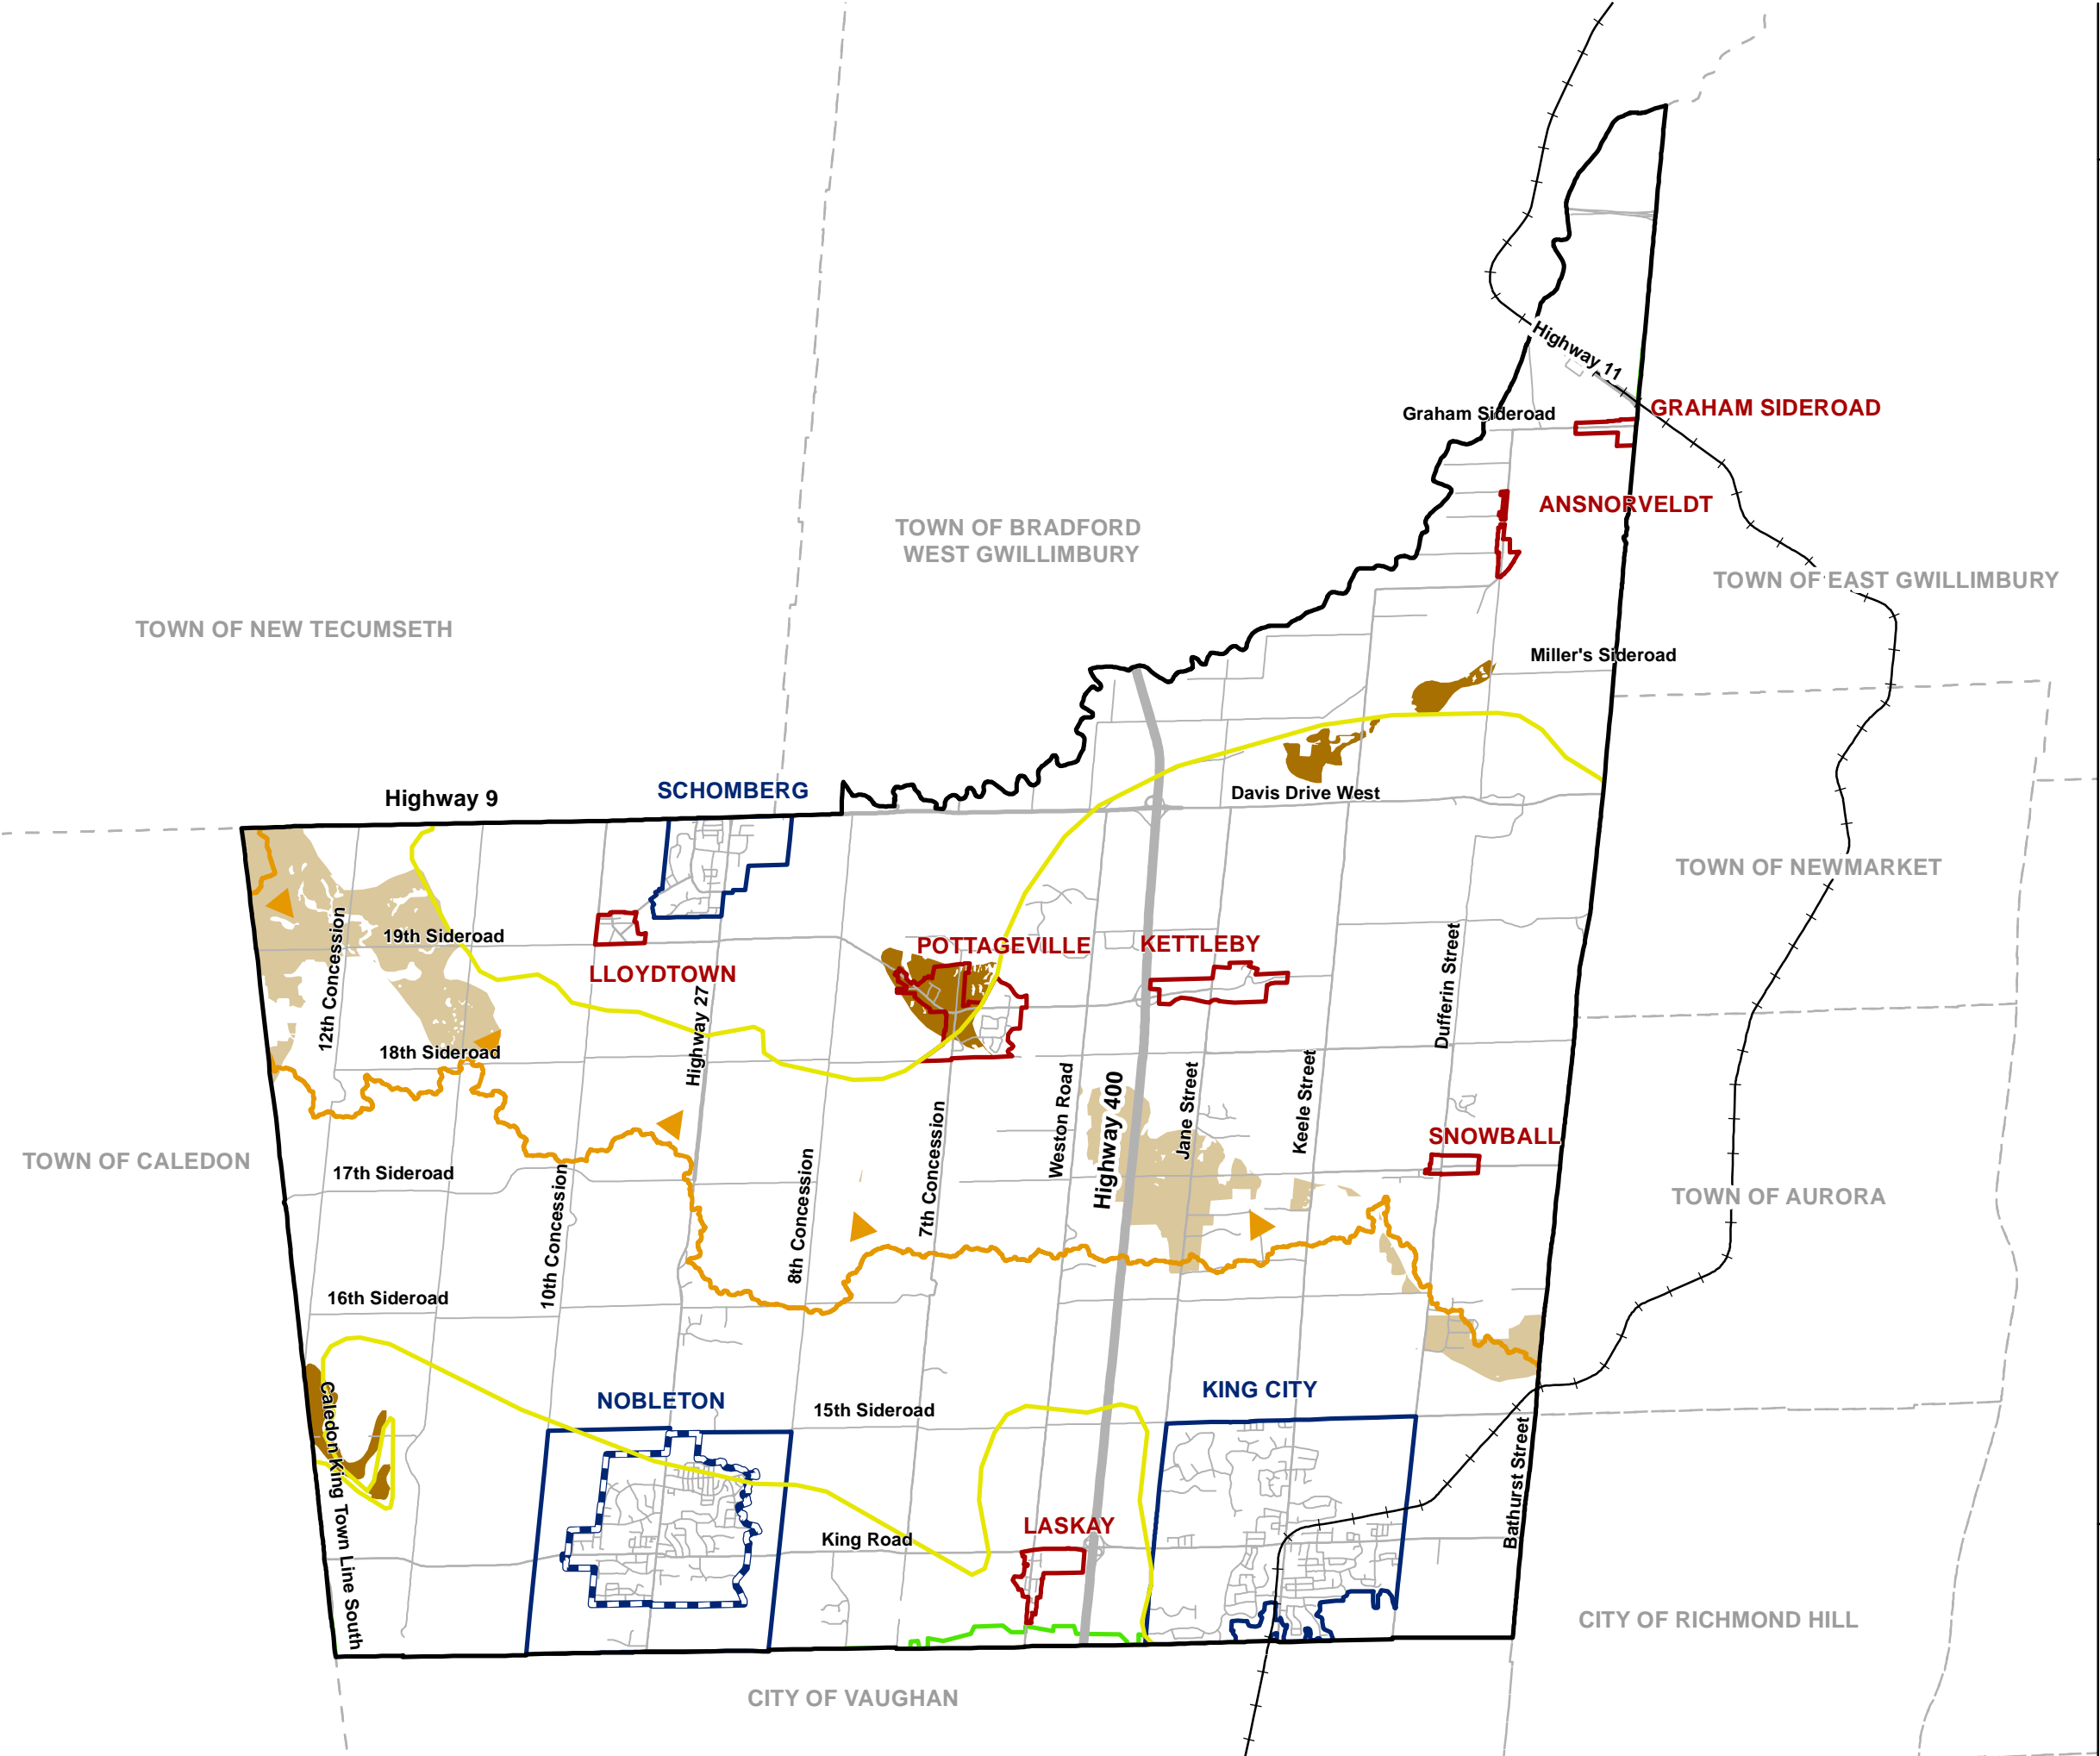 Highway 11
Graham Sideroad
GRAHAM SIDEROAD
ANSNORVELDT
TOWN OF BRADFORD
WEST GWILLIMBURY
TOWN OF EAST GWILLIMBURY
TOWN OF NEW TECUMSETH
Miller's Sideroad
SCHOMBERG
Highway 9
Davis Drive West
TOWN OF NEWMARKET
12th Concession
19th Sideroad
LLOYDTOWN
POTTAGEVILLE
KETTLEBY
Dufferin Street
Highway 27
18th Sideroad
Weston Road
Highway 400
Jane Street
Keele Street
SNOWBALL
TOWN OF CALEDON
17th Sideroad
10th Concession
8th Concession
7th Concession
TOWN OF AURORA
16th Sideroad
NOBLETON
15th Sideroad
KING CITY
Caledon King Town Line South
Bathurst Street
LASKAY
King Road
CITY OF RICHMOND HILL
CITY OF VAUGHAN